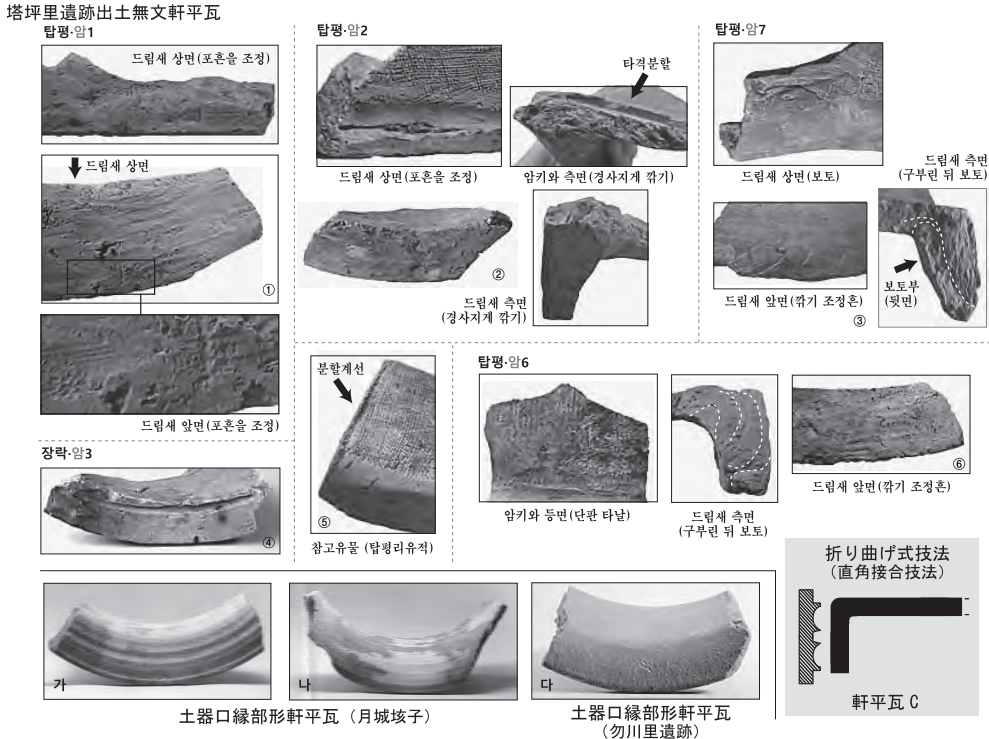 塔坪里遺跡出土無文軒平瓦
탑평·암1
드림새 상면(포흔을 조정)
드림새 상면
①
드림새 앞면(포흔을 조정)
탑평·암2
드림새 상면(포흔을 조정)
타격분할
암키와 측면(경사지게 깎기)
②
드림새 측면
(경사지게 깎기)
탑평·암7
드림새 상면(보토)
드림새 측면
(구부린 뒤 보토)
드림새 앞면(깎기 조정흔)
③
보토부
(뒷면)
장락·암3
④
분할계선
⑤
참고유물 (탑평리유적)
탑평·암6
암키와 등면(단판 타날)
드림새 측면
(구부린 뒤 보토)
⑥
드림새 앞면(깎기 조정흔)
가
나
土器口縁部形軒平瓦 (月城垓子)
다
土器口縁部形軒平瓦
(勿川里遺跡)
折り曲げ式技法
(直角接合技法)
軒平瓦 C